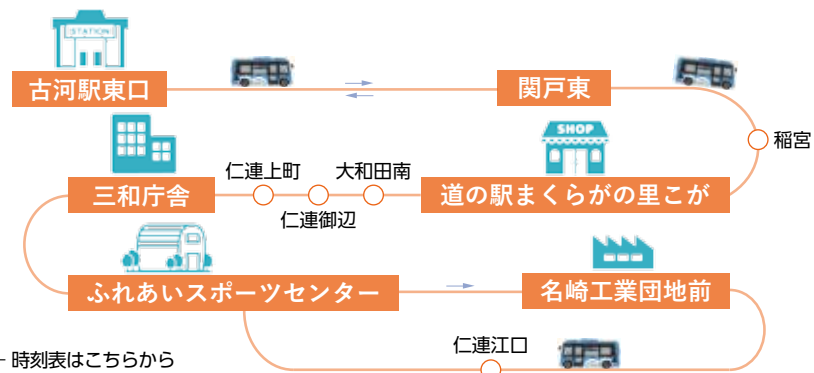 STATION
古河駅東口
関戸東
稲宮
SHOP
道の駅まくらがの里こが
大和田南
仁連御辺
仁連上町
三和庁舎
ふれあいスポーツセンター
名崎工業団地前
仁連江口
時刻表はこちらから